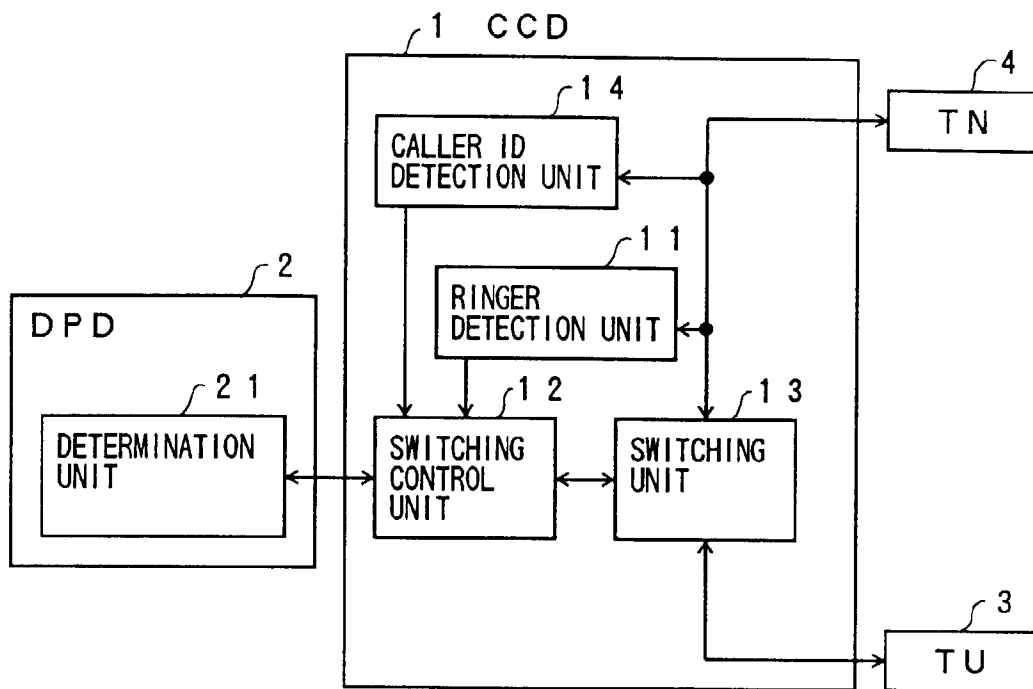 1 CCD
4
TN
14
CALLER ID
DETECTION UNIT
11
RINGER
DETECTION UNIT
2
DPD
21
DETERMINATION
UNIT
12
SWITCHING
CONTROL
UNIT
13
SWITCHING
UNIT
3
TU